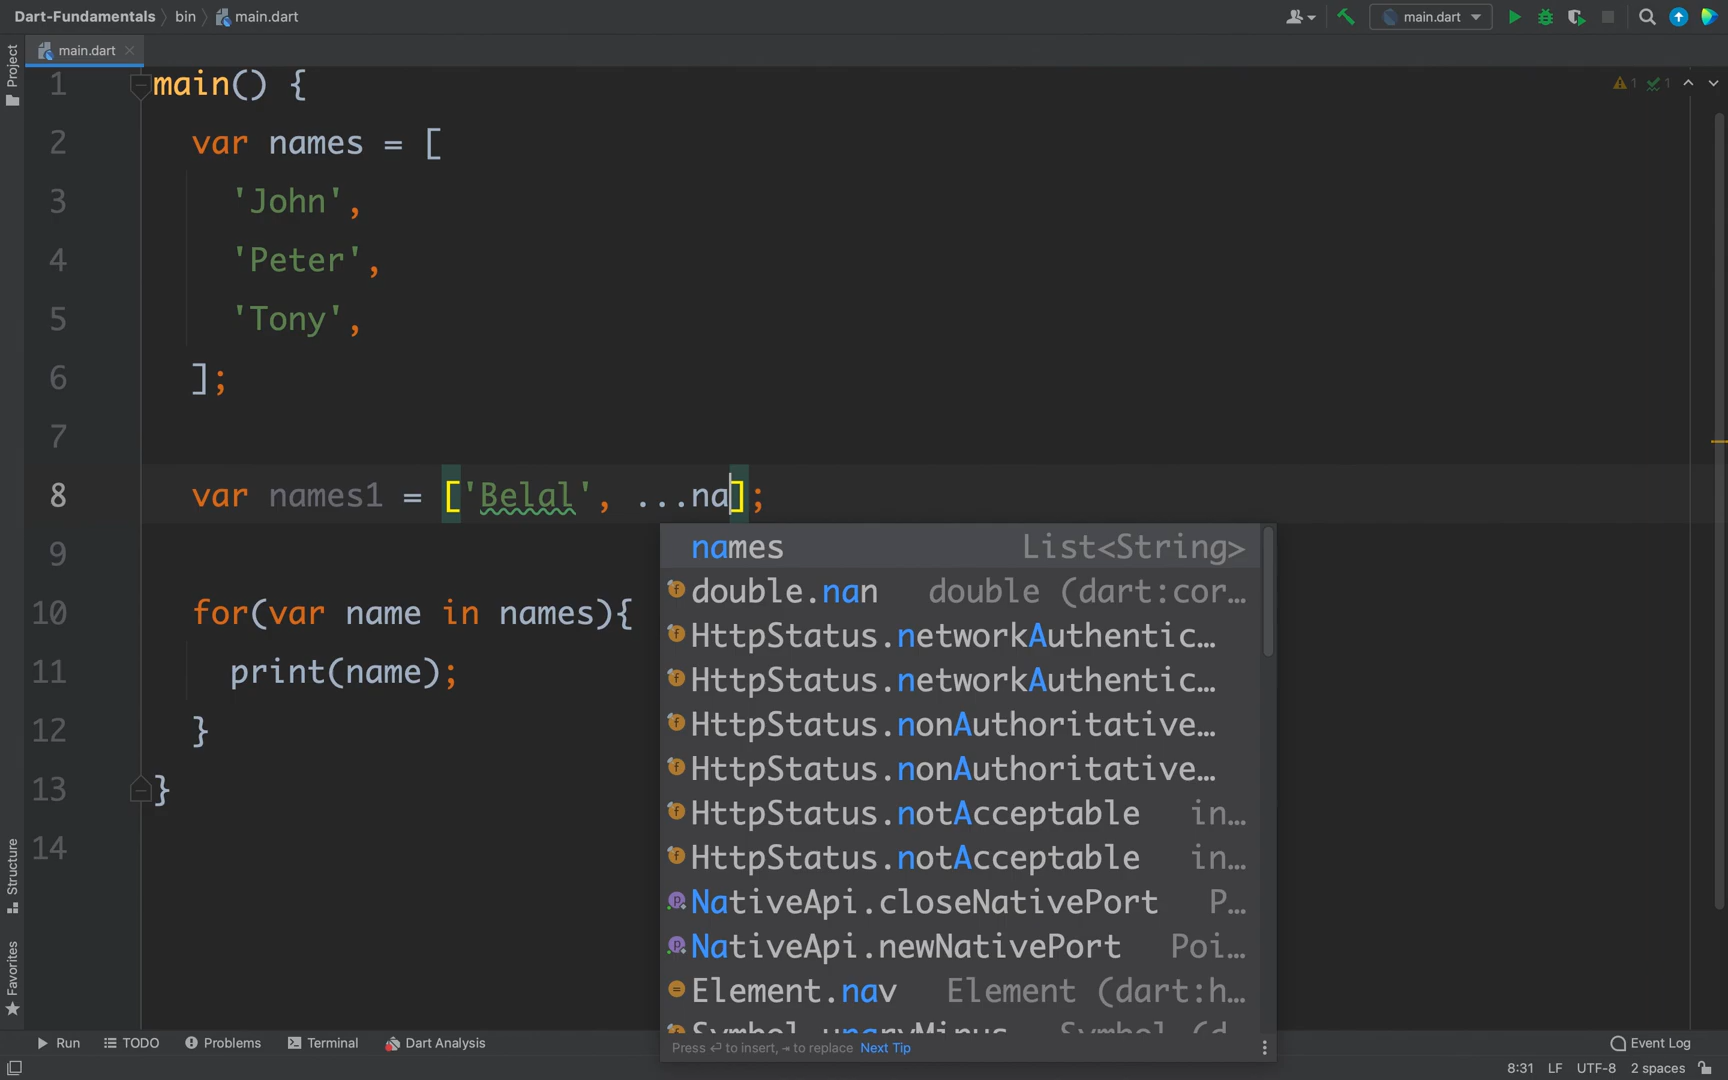 Dart-Fundamentals bin main.dart
main.dart
main.dart
Project
Structure
Favorites
1 main() {
2 var names = [
3 'John',
4 'Peter',
5 'Tony',
6 ];
7
8 var names1 = ['Belal', ...na];
9
10 for(var name in names){
11 print(name);
12 }
13 }
14
1 1
names List<String>
double.nan double (dart:cor…
HttpStatus.networkAuthentic…
HttpStatus.networkAuthentic…
HttpStatus.nonAuthoritative…
HttpStatus.nonAuthoritative…
HttpStatus.notAcceptable in…
HttpStatus.notAcceptable in…
NativeApi.closeNativePort P…
NativeApi.newNativePort Poi…
Element.nav Element (dart:h…
Symbol.unaryMinus Symbol (d…
Press ⏎ to insert, ⇥ to replace Next Tip
Run TODO Problems Terminal Dart Analysis Event Log
8:31 LF UTF-8 2 spaces